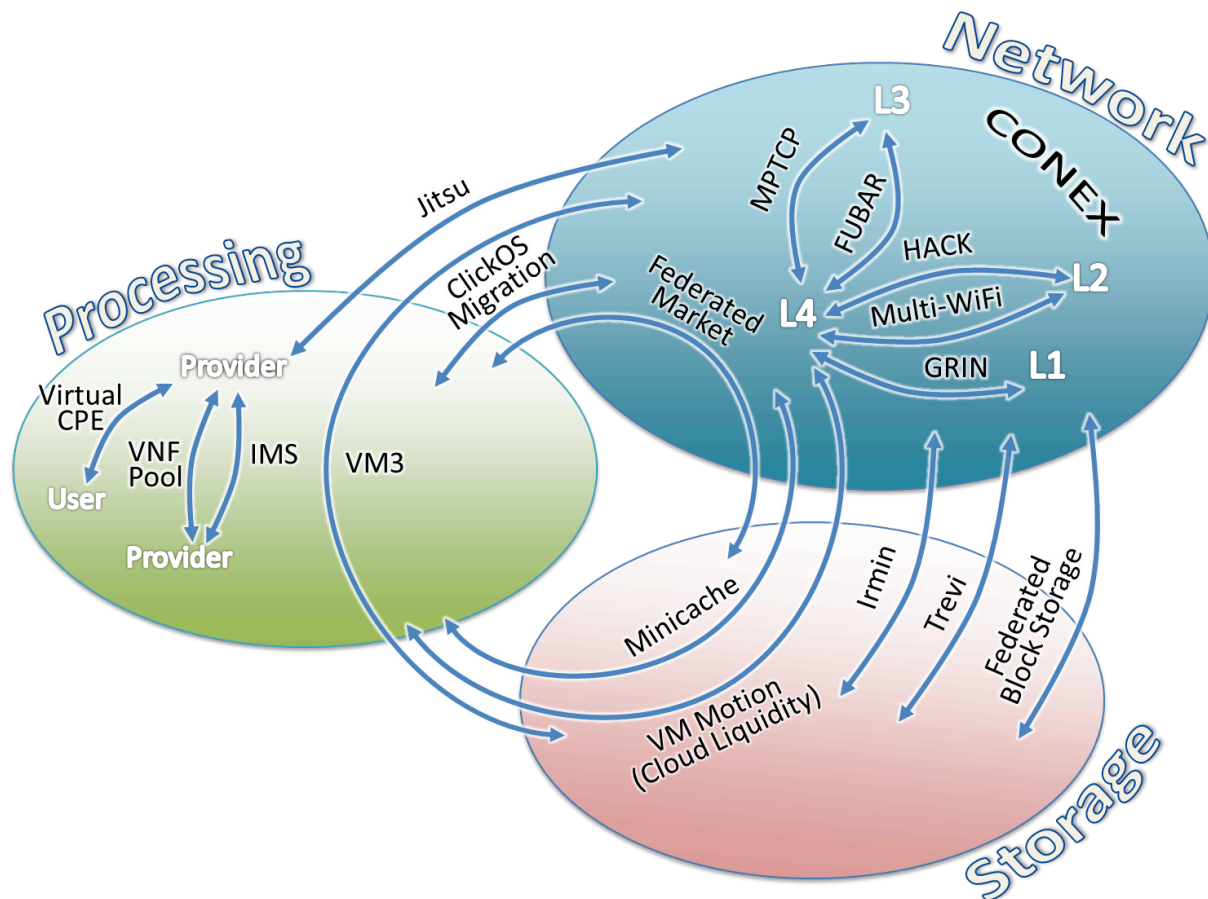 Network
L3
CONEX
MPTCP
FUBAR
Jitsu
HACK
ClickOS
Migration
Federated
Market
L2
L4
Multi-WiFi
Processing
GRIN
L1
Provider
Virtual
CPE
VNF
Pool
IMS
VM3
User
Provider
Minicache
Irmin
Trevi
Federated
Block Storage
VM Motion
(Cloud Liquidity)
Storage